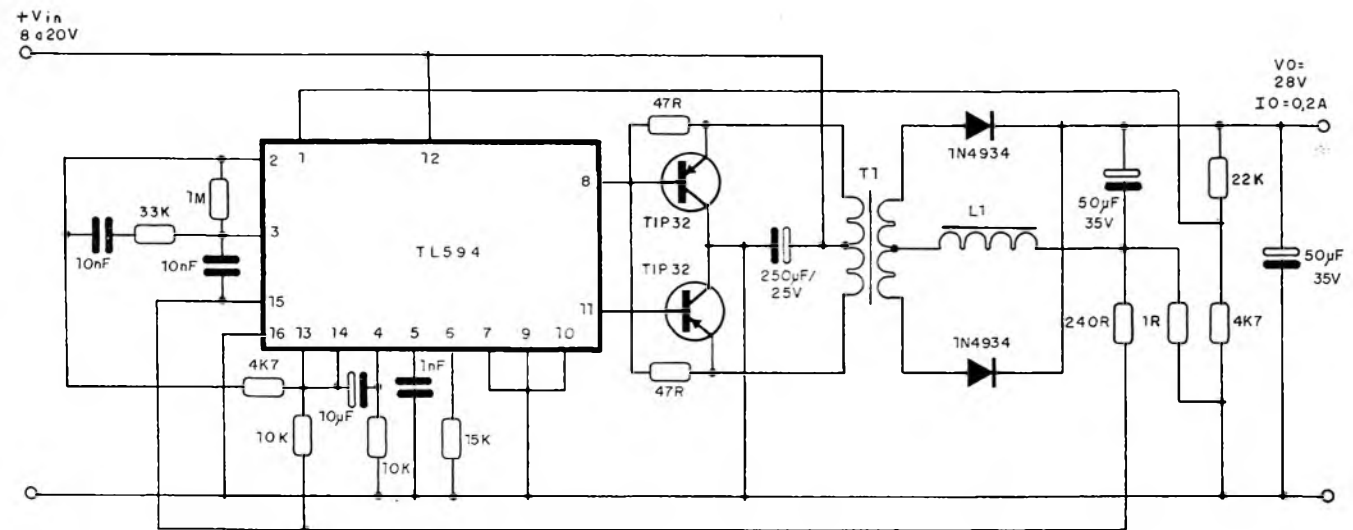 +Vin
8 a 20V
VO=
28V
IO=0,2A
47R
1N4934
T1
2
1
12
8
TIP32
1M
33K
3
10nF
10nF
TL594
L1
50µF
35V
22K
TIP32
250µF/
25V
50µF
35V
15
11
16
13
14
4
5
6
7
9
10
240R
1R
4K7
1N4934
4K7
10µF
1nF
47R
10K
10K
15K